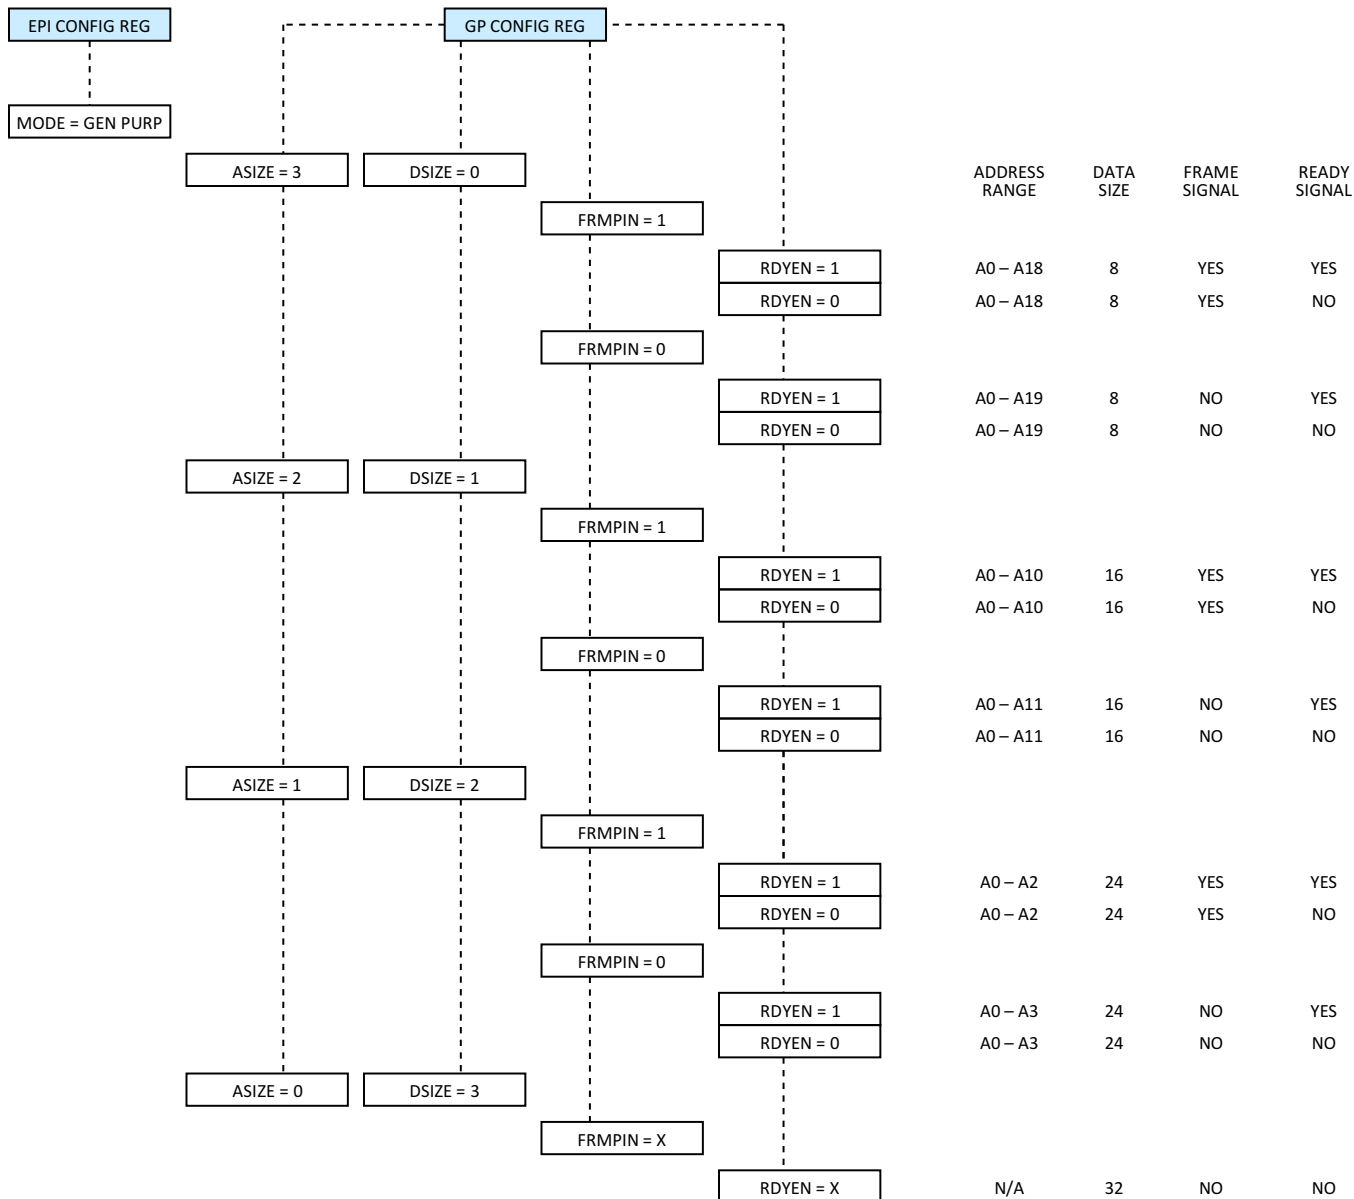 EPI CONFIG REG
GP CONFIG REG
MODE = GEN PURP
ASIZE = 3
DSIZE = 0
ADDRESS RANGE
DATA SIZE
FRAME SIGNAL
READY SIGNAL
FRMPIN = 1
RDYEN = 1 A0 – A18 8 YES YES
RDYEN = 0 A0 – A18 8 YES NO
FRMPIN = 0
RDYEN = 1 A0 – A19 8 NO YES
RDYEN = 0 A0 – A19 8 NO NO
ASIZE = 2
DSIZE = 1
FRMPIN = 1
RDYEN = 1 A0 – A10 16 YES YES
RDYEN = 0 A0 – A10 16 YES NO
FRMPIN = 0
RDYEN = 1 A0 – A11 16 NO YES
RDYEN = 0 A0 – A11 16 NO NO
ASIZE = 1
DSIZE = 2
FRMPIN = 1
RDYEN = 1 A0 – A2 24 YES YES
RDYEN = 0 A0 – A2 24 YES NO
FRMPIN = 0
RDYEN = 1 A0 – A3 24 NO YES
RDYEN = 0 A0 – A3 24 NO NO
ASIZE = 0
DSIZE = 3
FRMPIN = X
RDYEN = X N/A 32 NO NO